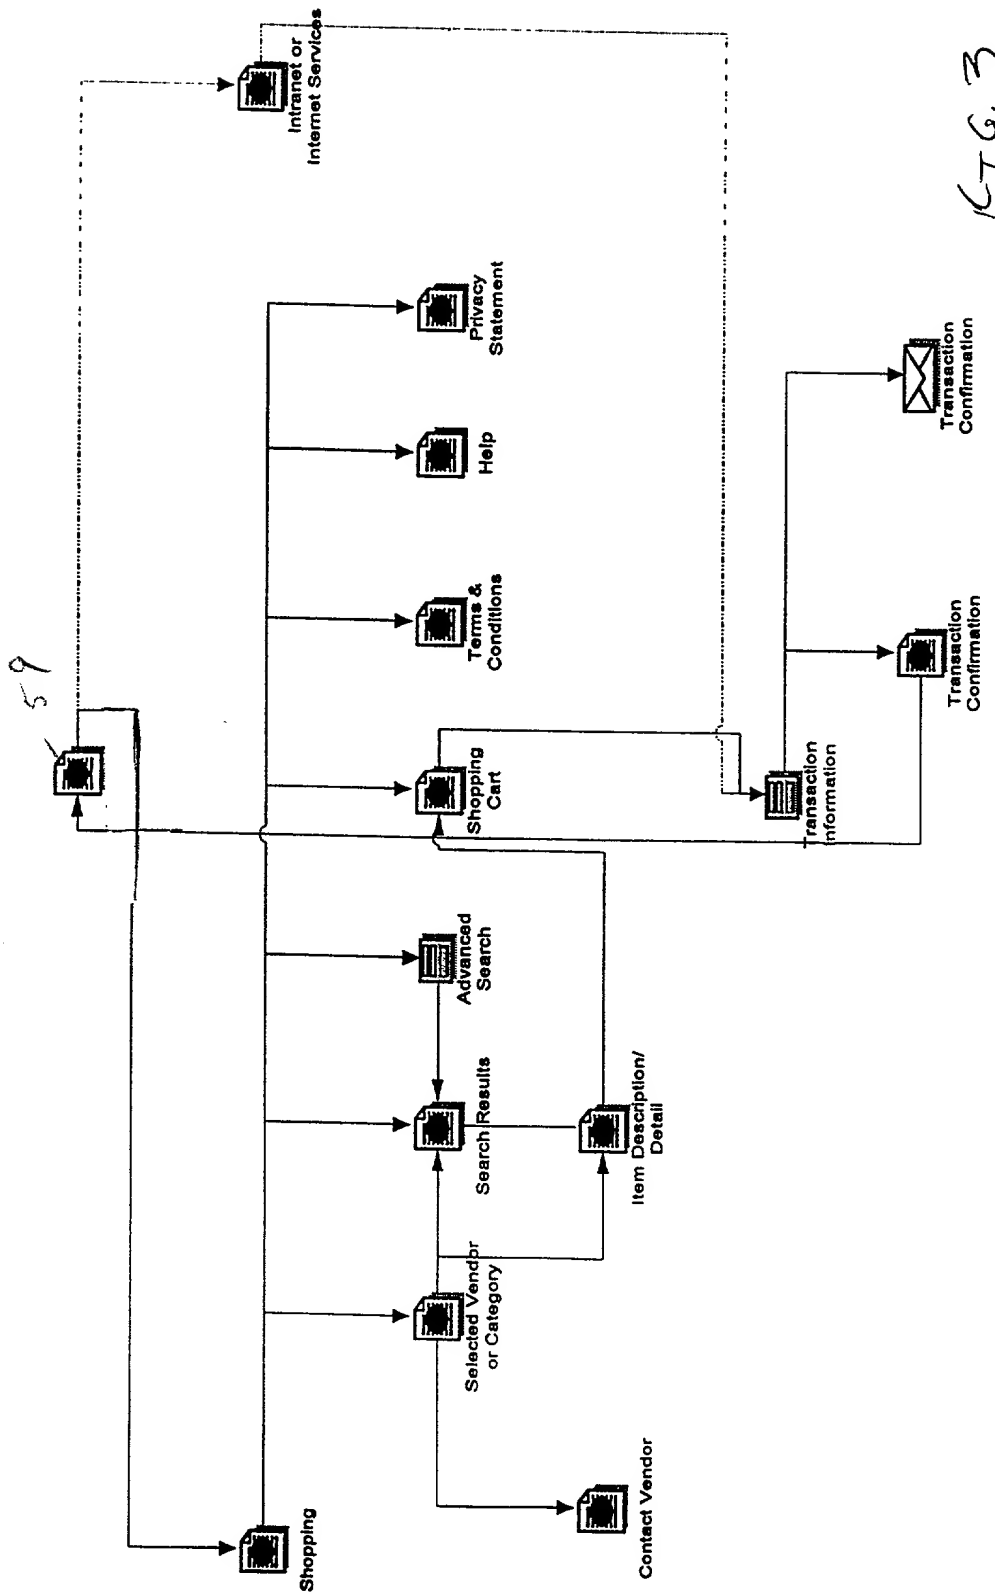 59
Intranet or
Internet Services
Shopping
Selected Vendor
or Category
Search Results
Advanced
Search
Shopping
Cart
Terms &
Conditions
Help
Privacy
Statement
Contact Vendor
Item Description/
Detail
Transaction
Information
Transaction
Confirmation
Transaction
Confirmation
FIG. 3